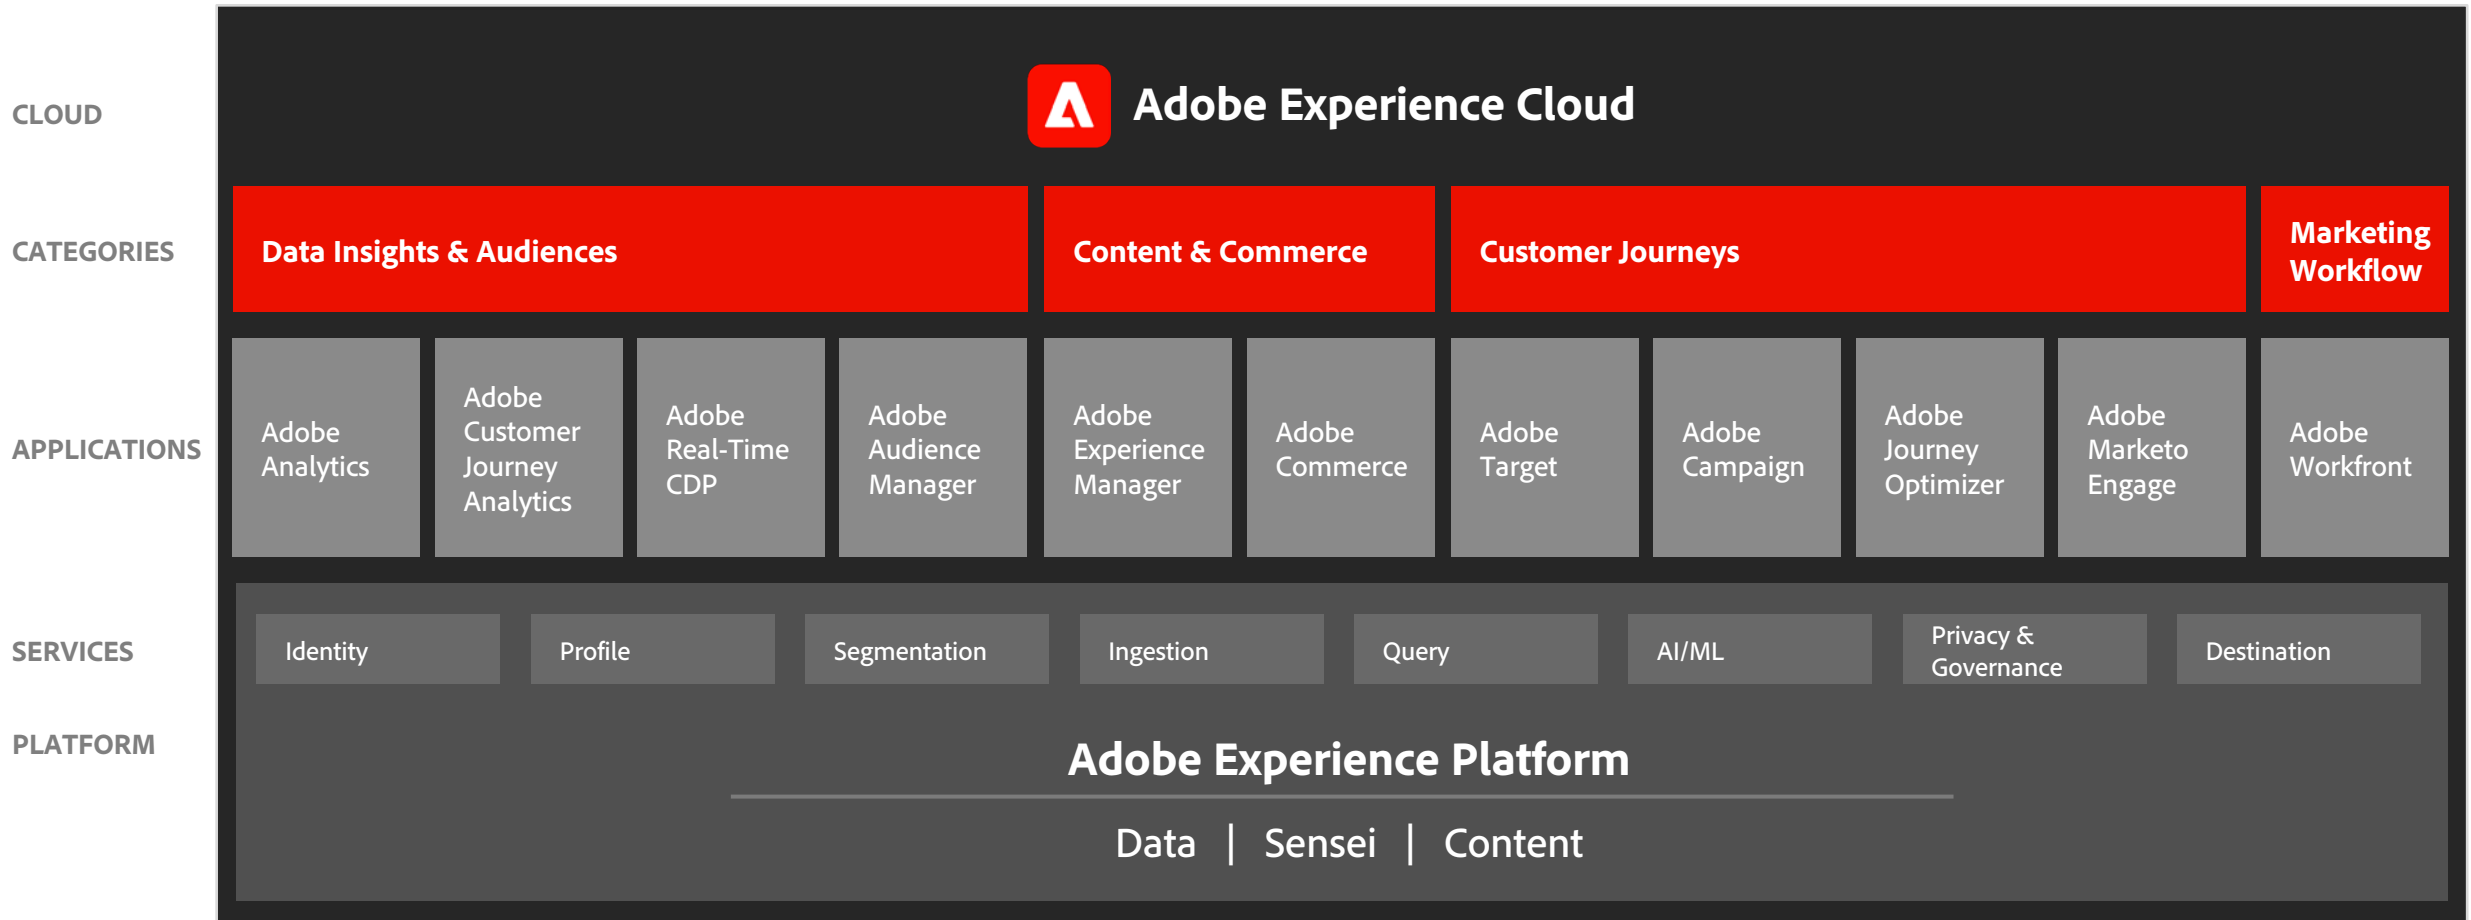 CLOUD
Adobe Experience Cloud
CATEGORIES
Data Insights & Audiences
Content & Commerce
Customer Journeys
Marketing
Workflow
APPLICATIONS
Adobe
Analytics
Adobe
Customer
Journey
Analytics
Adobe
Real-Time
CDP
Adobe
Audience
Manager
Adobe
Experience
Manager
Adobe
Commerce
Adobe
Target
Adobe
Campaign
Adobe
Journey
Optimizer
Adobe
Marketo
Engage
Adobe
Workfront
SERVICES
Identity
Profile
Segmentation
Ingestion
Query
AI/ML
Privacy &
Governance
Destination
PLATFORM
Adobe Experience Platform
Data | Sensei | Content